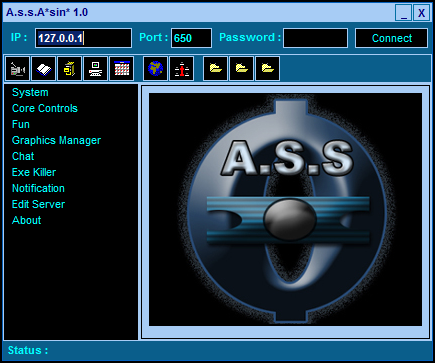 A.s.s.A*sin* 1.0 _ X
IP : 127.0.0.1 Port : 650 Password : Connect
System
Core Controls
Fun
Graphics Manager
Chat
Exe Killer
Notification
Edit Server
About
A.S.S
Status :